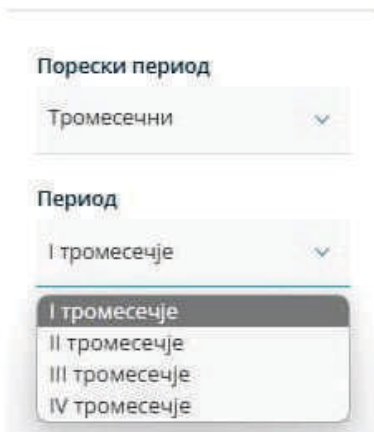 Порески период
Тромесечни
Период
I тромесечје
I тромесечје
II тромесечје
III тромесечје
IV тромесечје